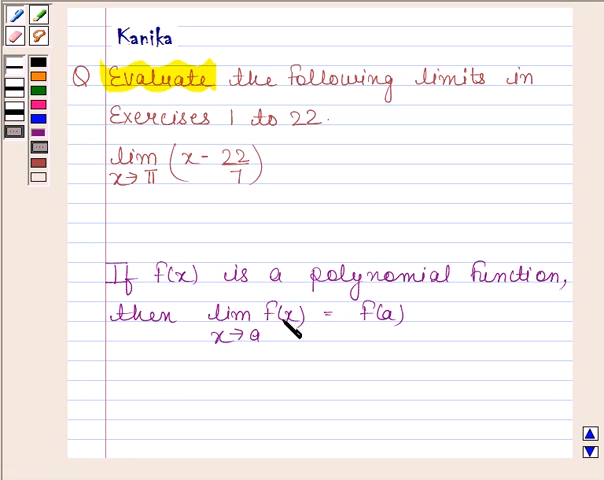 Kanika
Q Evaluate the following limits in
Exercises 1 to 22.
lim (x - 22/7)
x→π
If f(x) is a polynomial function,
then lim f(x) = f(a)
x→a